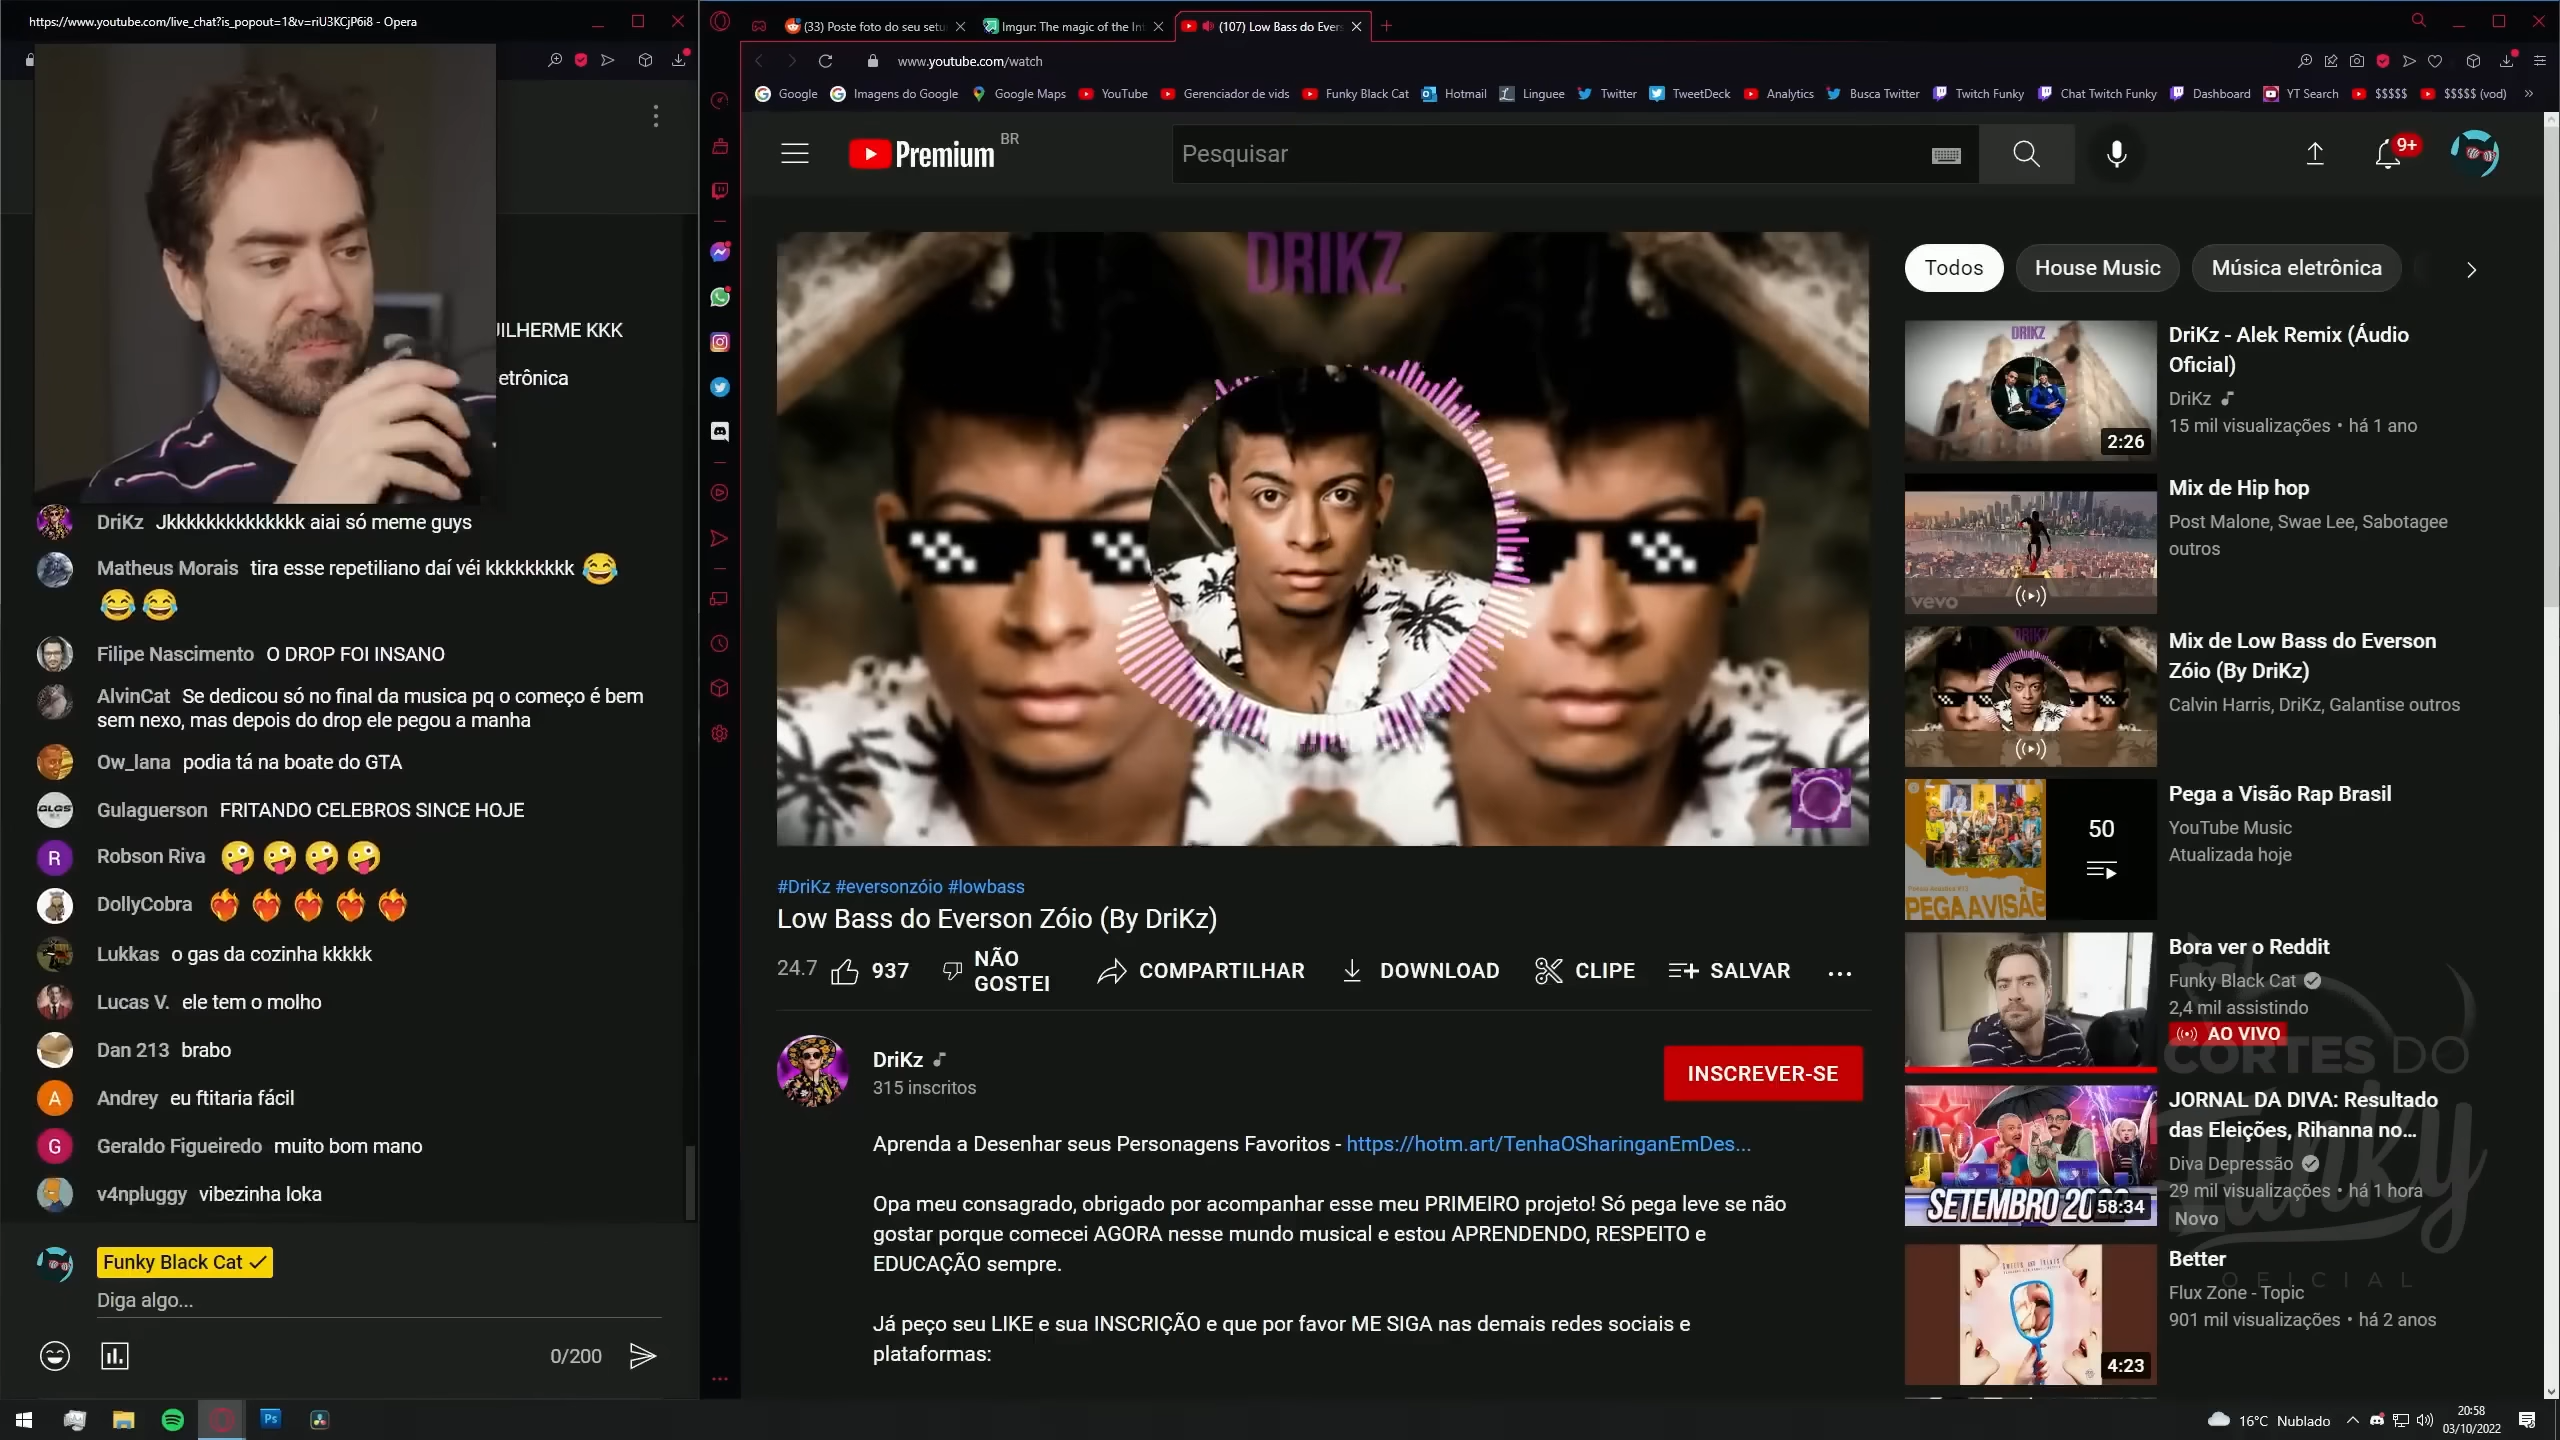 https://www.youtube.com/live_chat?is_popout=1&v=riU3KCjP6i8 - Opera
(33) Poste foto do seu setu
Imgur: The magic of the In
(107) Low Bass do Evers
www.youtube.com/watch
Google
Imagens do Google
Google Maps
YouTube
Gerenciador de vids
Funky Black Cat
Hotmail
Linguee
Twitter
TweetDeck
Analytics
Busca Twitter
Twitch Funky
Chat Twitch Funky
Dashboard
YT Search
$$$$$
$$$$$ (vod)
Premium BR
Pesquisar
9+
ILHERME KKK
etrônica
DriKz Jkkkkkkkkkkkkkk aiai só meme guys
Matheus Morais tira esse repetiliano daí véi kkkkkkkkk 😂
😂😂
Filipe Nascimento O DROP FOI INSANO
AlvinCat Se dedicou só no final da musica pq o começo é bem
sem nexo, mas depois do drop ele pegou a manha
Ow_lana podia tá na boate do GTA
Gulaguerson FRITANDO CELEBROS SINCE HOJE
R Robson Riva 🤪🤪🤪🤪
DollyCobra ❤️‍🔥❤️‍🔥❤️‍🔥❤️‍🔥❤️‍🔥
Lukkas o gas da cozinha kkkkk
Lucas V. ele tem o molho
Dan 213 brabo
A Andrey eu ftitaria fácil
G Geraldo Figueiredo muito bom mano
v4npluggy vibezinha loka
Funky Black Cat
Diga algo...
0/200
DRIKZ
#DriKz #eversonzóio #lowbass
Low Bass do Everson Zóio (By DriKz)
24.7
937
NÃO
GOSTEI
COMPARTILHAR
DOWNLOAD
CLIPE
SALVAR
DriKz
315 inscritos
INSCREVER-SE
Aprenda a Desenhar seus Personagens Favoritos - https://hotm.art/TenhaOSharinganEmDes...
Opa meu consagrado, obrigado por acompanhar esse meu PRIMEIRO projeto! Só pega leve se não
gostar porque comecei AGORA nesse mundo musical e estou APRENDENDO, RESPEITO e
EDUCAÇÃO sempre.
Já peço seu LIKE e sua INSCRIÇÃO e que por favor ME SIGA nas demais redes sociais e
plataformas:
Todos
House Music
Música eletrônica
DRIKZ
2:26
DriKz - Alek Remix (Áudio
Oficial)
DriKz
15 mil visualizações • há 1 ano
vevo
Mix de Hip hop
Post Malone, Swae Lee, Sabotagee
outros
DRIKZ
Mix de Low Bass do Everson
Zóio (By DriKz)
Calvin Harris, DriKz, Galantise outros
PEGA A VISÃO
50
Pega a Visão Rap Brasil
YouTube Music
Atualizada hoje
Bora ver o Reddit
Funky Black Cat
2,4 mil assistindo
AO VIVO
SETEMBRO 20
58:34
JORNAL DA DIVA: Resultado
das Eleições, Rihanna no...
Diva Depressão
29 mil visualizações • há 1 hora
Novo
4:23
Better
Flux Zone - Topic
901 mil visualizações • há 2 anos
CORTES DO
Funky
OFICIAL
Ps
16°C Nublado
20:58
03/10/2022